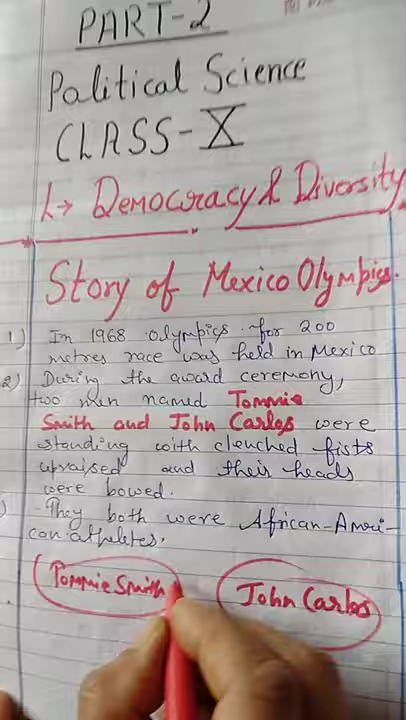 PART-2
Political Science
CLASS-X
L→ Democracy & Diversity
Story of Mexico Olympics.
1) In 1968 Olympics for 200
metres race was held in Mexico
2) During the award ceremony,
two men named Tommie
Smith and John Carlos were
standing with clenched fists
upraised and their heads
were bowed.
) They both were African-Ameri-
can atheletes.
Tommie Smith John Carlos